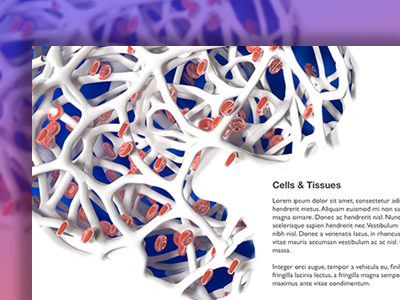 Cells & Tissues
Lorem ipsum dolor sit amet, consectetur adi
hendrerit metus. Aliquam euismod mi non sa
magna ornare. Donec ac hendrerit nisl. Nunc
scelerisque sapien hendrerit nec. Vestibulum
nibh nisl. Donec a venenatis lacus, in rhoncus
vitae mauris accumsan vestibulum ac ac nisl.
massa.
Integer orci augue, tempor a vehicula eu, finil
fringilla lacinia lectus, a fringilla magna sempe
maximus ante vitae condimentum.